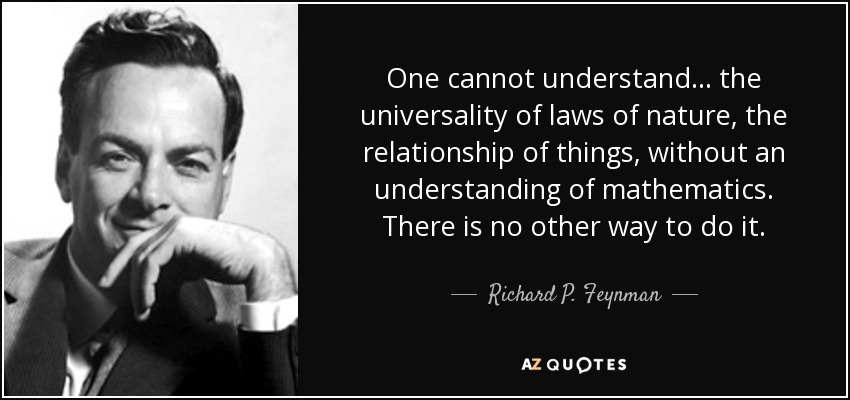 One cannot understand... the
universality of laws of nature, the
relationship of things, without an
understanding of mathematics.
There is no other way to do it.
Richard P. Feynman
AZ QUOTES